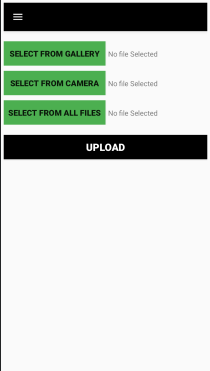 SELECT FROM GALLERY No file Selected
SELECT FROM CAMERA No file Selected
SELECT FROM ALL FILES No file Selected
UPLOAD